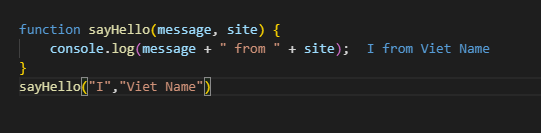 function sayHello(message, site) {
    console.log(message + " from " + site);  I from Viet Name
}
sayHello("I","Viet Name")